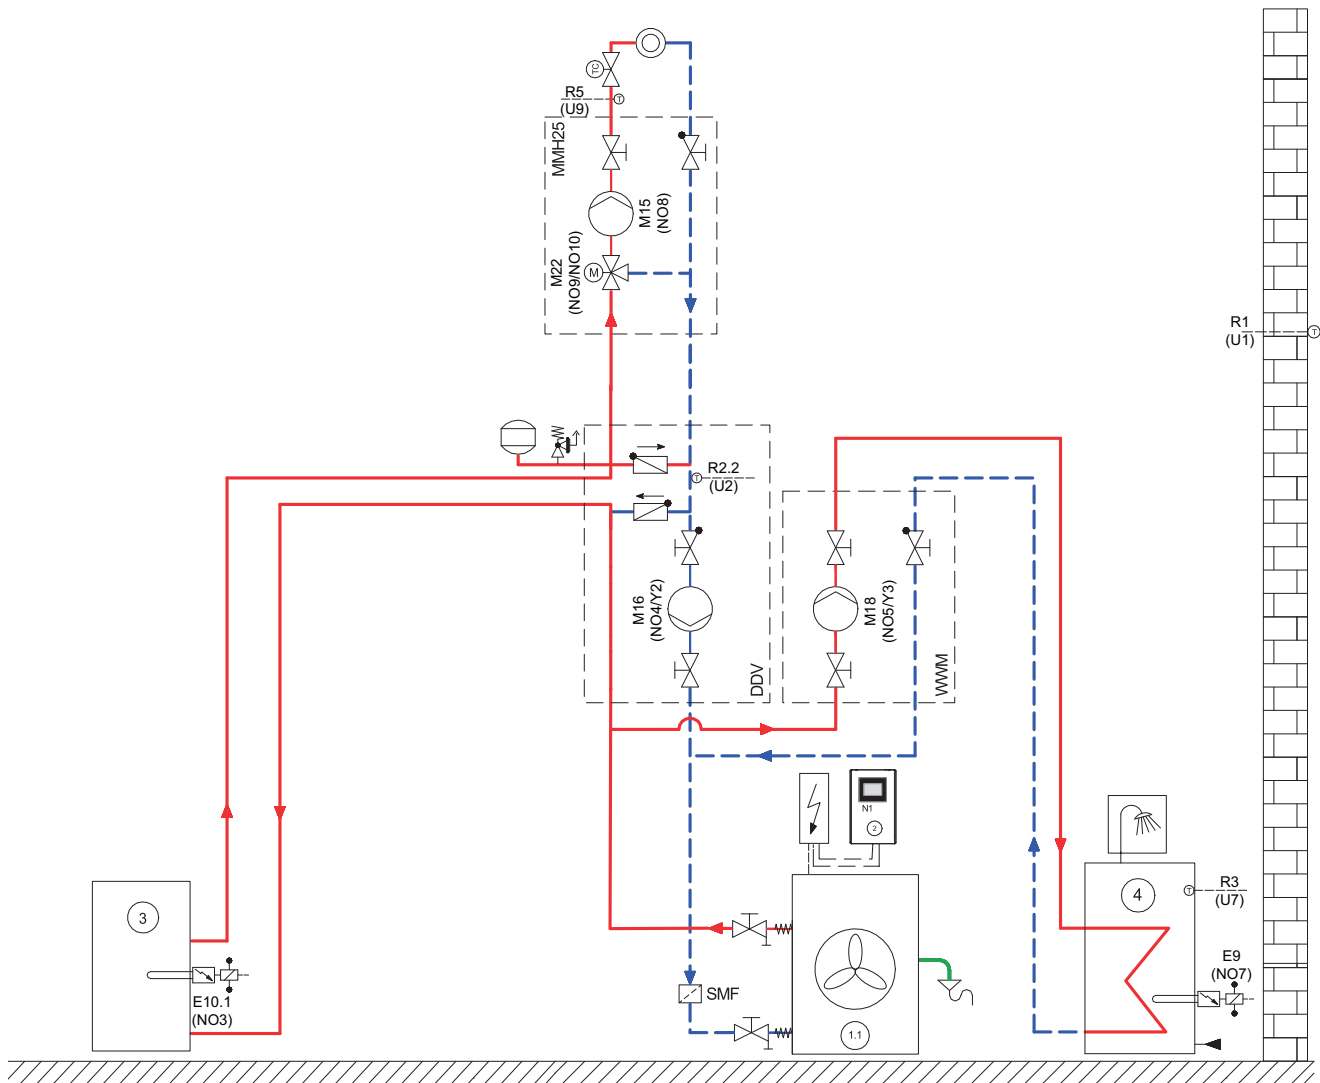 TC
R5
T
(U9)
MMH25
M15
(NO8)
M22
(NO9/NO10)
M
R1
(U1)
T
R2.2
(U2)
T
M16
(NO4/Y2)
M18
(NO5/Y3)
DDV
WWM
N1
2
3
4
T
R3
(U7)
E10.1
(NO3)
SMF
E9
(NO7)
1.1